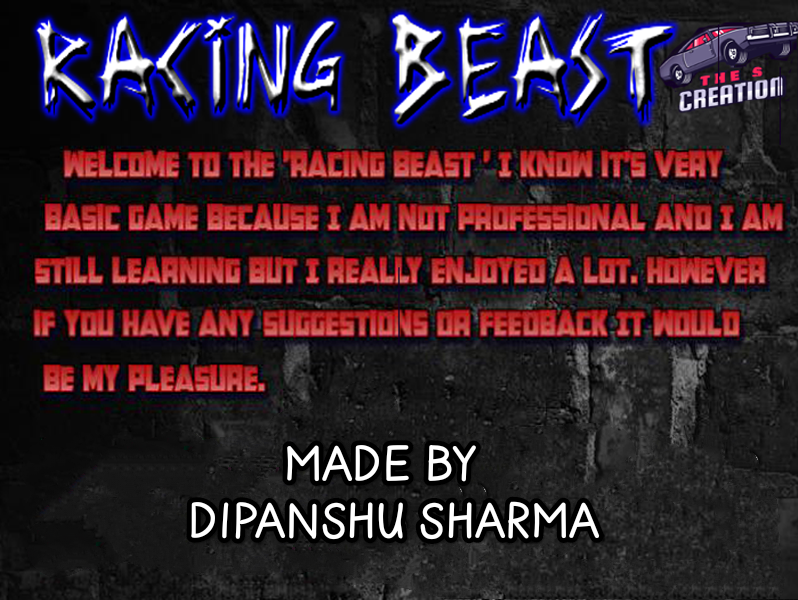 RACING BEAST
THE S
CREATION
WELCOME TO THE 'RACING BEAST ' I KNOW IT'S VERY
BASIC GAME BECAUSE I AM NOT PROFESSIONAL AND I AM
STILL LEARNING BUT I REALLY ENJOYED A LOT. HOWEVER
IF YOU HAVE ANY SUGGESTIONS OR FEEDBACK IT WOULD
BE MY PLEASURE.
MADE BY
DIPANSHU SHARMA